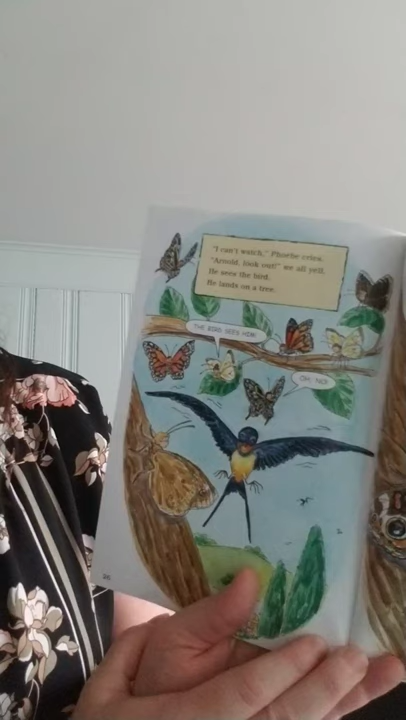 "I can't watch," Phoebe cries.
"Arnold, look out!" we all yell.
He sees the bird.
He lands on a tree.
THE BIRD SEES HIM!
OH, NO!